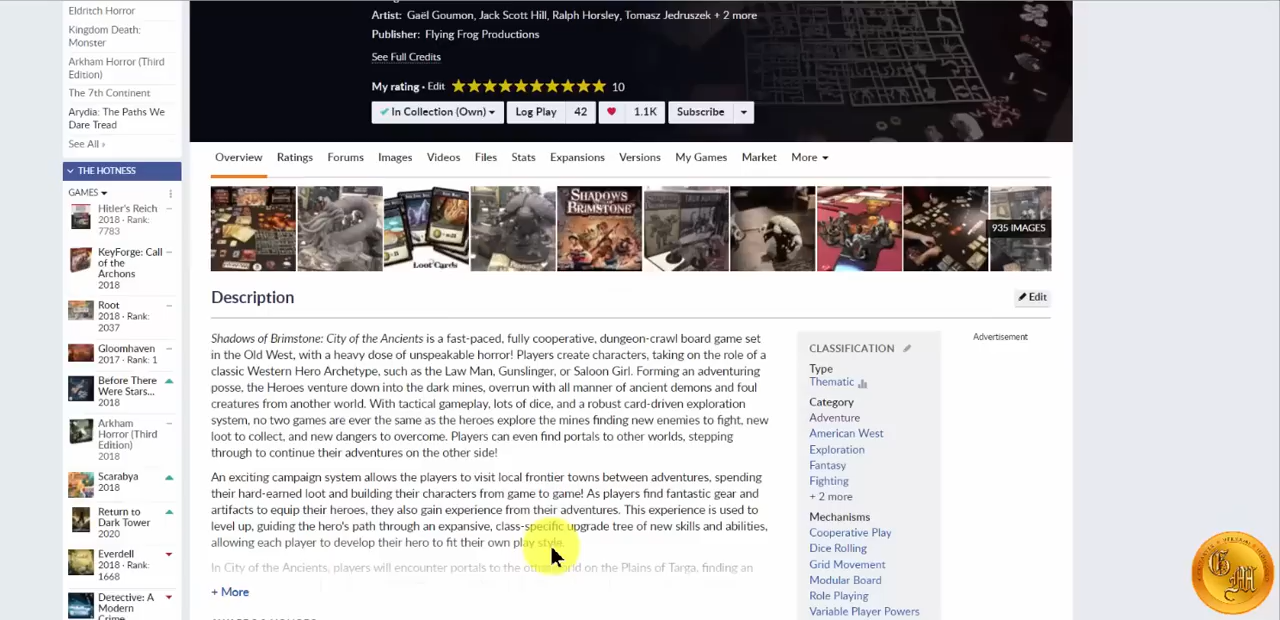 Eldritch Horror
Kingdom Death:
Monster
Arkham Horror (Third
Edition)
The 7th Continent
Arydia: The Paths We
Dare Tread
See All ›
THE HOTNESS
GAMES
Hitler's Reich
2018 · Rank:
7783
KeyForge: Call
of the
Archons
2018
Root
2018 · Rank:
2037
Gloomhaven
2017 · Rank: 1
Before There
Were Stars...
2018
Arkham
Horror (Third
Edition)
2018
Scarabya
2018
Return to
Dark Tower
2020
Everdell
2018 · Rank:
1668
Detective: A
Modern
Crime
Artist: Gaël Goumon, Jack Scott Hill, Ralph Horsley, Tomasz Jedruszek + 2 more
Publisher: Flying Frog Productions
See Full Credits
My rating · Edit 10
In Collection (Own) Log Play 42 1.1K Subscribe
Overview Ratings Forums Images Videos Files Stats Expansions Versions My Games Market More
SHADOWS
BRIMSTONE
Loot Cards
935 IMAGES
Description
Edit
Shadows of Brimstone: City of the Ancients is a fast-paced, fully cooperative, dungeon-crawl board game set
in the Old West, with a heavy dose of unspeakable horror! Players create characters, taking on the role of a
classic Western Hero Archetype, such as the Law Man, Gunslinger, or Saloon Girl. Forming an adventuring
posse, the Heroes venture down into the dark mines, overrun with all manner of ancient demons and foul
creatures from another world. With tactical gameplay, lots of dice, and a robust card-driven exploration
system, no two games are ever the same as the heroes explore the mines finding new enemies to fight, new
loot to collect, and new dangers to overcome. Players can even find portals to other worlds, stepping
through to continue their adventures on the other side!
An exciting campaign system allows the players to visit local frontier towns between adventures, spending
their hard-earned loot and building their characters from game to game! As players find fantastic gear and
artifacts to equip their heroes, they also gain experience from their adventures. This experience is used to
level up, guiding the hero's path through an expansive, class-specific upgrade tree of new skills and abilities,
allowing each player to develop their hero to fit their own play style.
In City of the Ancients, players will encounter portals to the other world on the Plains of Targa, finding an
+ More
CLASSIFICATION
Type
Thematic
Category
Adventure
American West
Exploration
Fantasy
Fighting
+ 2 more
Mechanisms
Cooperative Play
Dice Rolling
Grid Movement
Modular Board
Role Playing
Variable Player Powers
Advertisement
GM